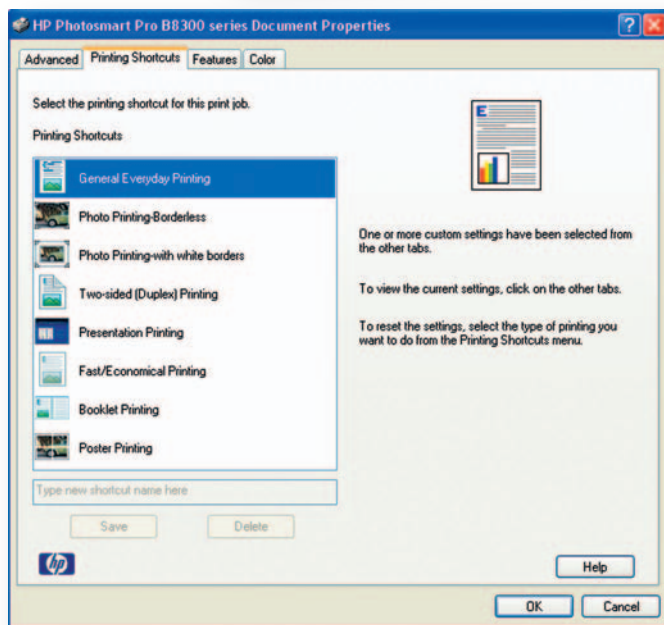 HP Photosmart Pro B8300 series Document Properties
Advanced
Printing Shortcuts
Features
Color
Select the printing shortcut for this print job.
Printing Shortcuts
General Everyday Printing
Photo Printing-Borderless
Photo Printing-with white borders
Two-sided (Duplex) Printing
Presentation Printing
Fast/Economical Printing
Booklet Printing
Poster Printing
Type new shortcut name here
Save
Delete
E
One or more custom settings have been selected from
the other tabs.
To view the current settings, click on the other tabs.
To reset the settings, select the type of printing you
want to do from the Printing Shortcuts menu.
hp
Help
OK
Cancel